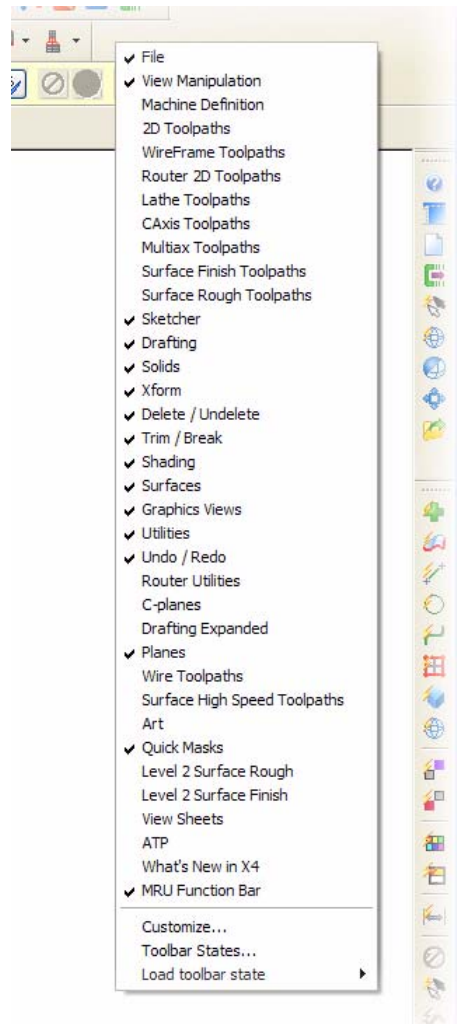 File
View Manipulation
Machine Definition
2D Toolpaths
WireFrame Toolpaths
Router 2D Toolpaths
Lathe Toolpaths
CAxis Toolpaths
Multiax Toolpaths
Surface Finish Toolpaths
Surface Rough Toolpaths
Sketcher
Drafting
Solids
Xform
Delete / Undelete
Trim / Break
Shading
Surfaces
Graphics Views
Utilities
Undo / Redo
Router Utilities
C-planes
Drafting Expanded
Planes
Wire Toolpaths
Surface High Speed Toolpaths
Art
Quick Masks
Level 2 Surface Rough
Level 2 Surface Finish
View Sheets
ATP
What's New in X4
MRU Function Bar
Customize...
Toolbar States...
Load toolbar state